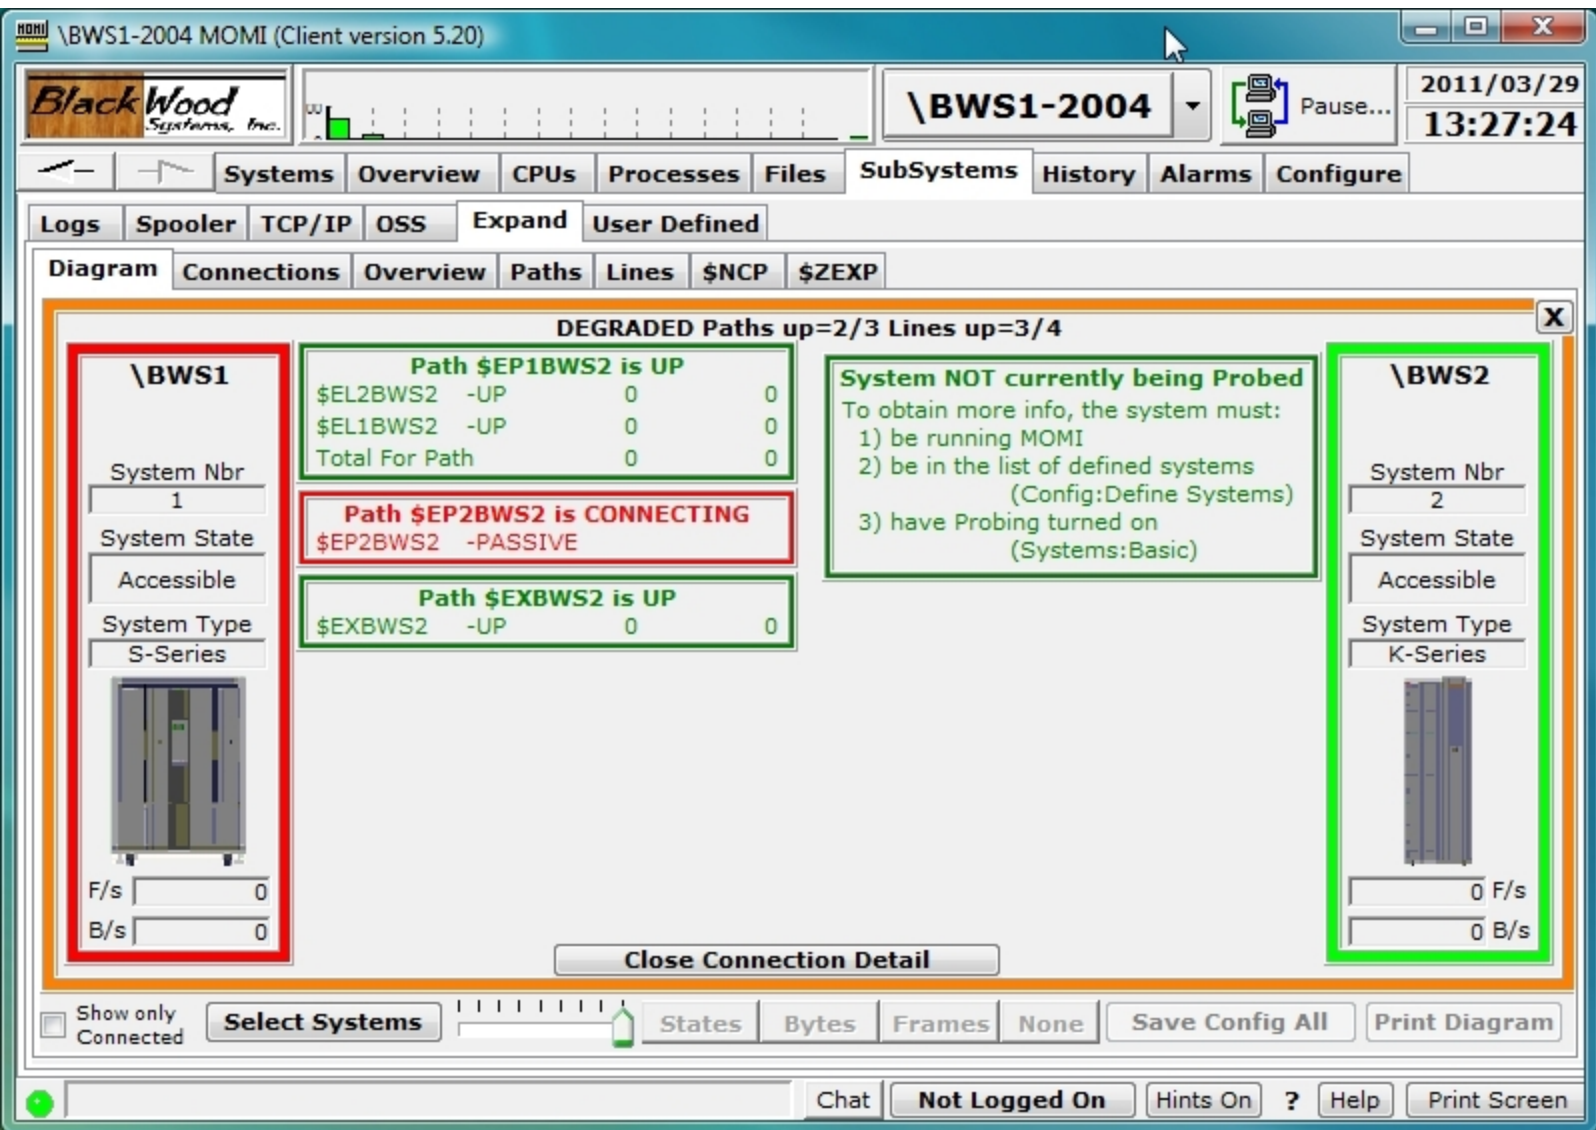 \BWS1-2004 MOMI (Client version 5.20)
BlackWood
Systems, Inc.
\BWS1-2004
Pause...
2011/03/29
13:27:24
Systems Overview CPUs Processes Files SubSystems History Alarms Configure
Logs Spooler TCP/IP OSS Expand User Defined
Diagram Connections Overview Paths Lines $NCP $ZEXP
DEGRADED Paths up=2/3 Lines up=3/4
X
\BWS1
System Nbr
1
System State
Accessible
System Type
S-Series
F/s 0
B/s 0
Path $EP1BWS2 is UP
$EL2BWS2 -UP 0 0
$EL1BWS2 -UP 0 0
Total For Path 0 0
Path $EP2BWS2 is CONNECTING
$EP2BWS2 -PASSIVE
Path $EXBWS2 is UP
$EXBWS2 -UP 0 0
System NOT currently being Probed
To obtain more info, the system must:
1) be running MOMI
2) be in the list of defined systems
(Config:Define Systems)
3) have Probing turned on
(Systems:Basic)
\BWS2
System Nbr
2
System State
Accessible
System Type
K-Series
0 F/s
0 B/s
Close Connection Detail
Show only
Connected
Select Systems
States Bytes Frames None Save Config All Print Diagram
Chat Not Logged On Hints On ? Help Print Screen